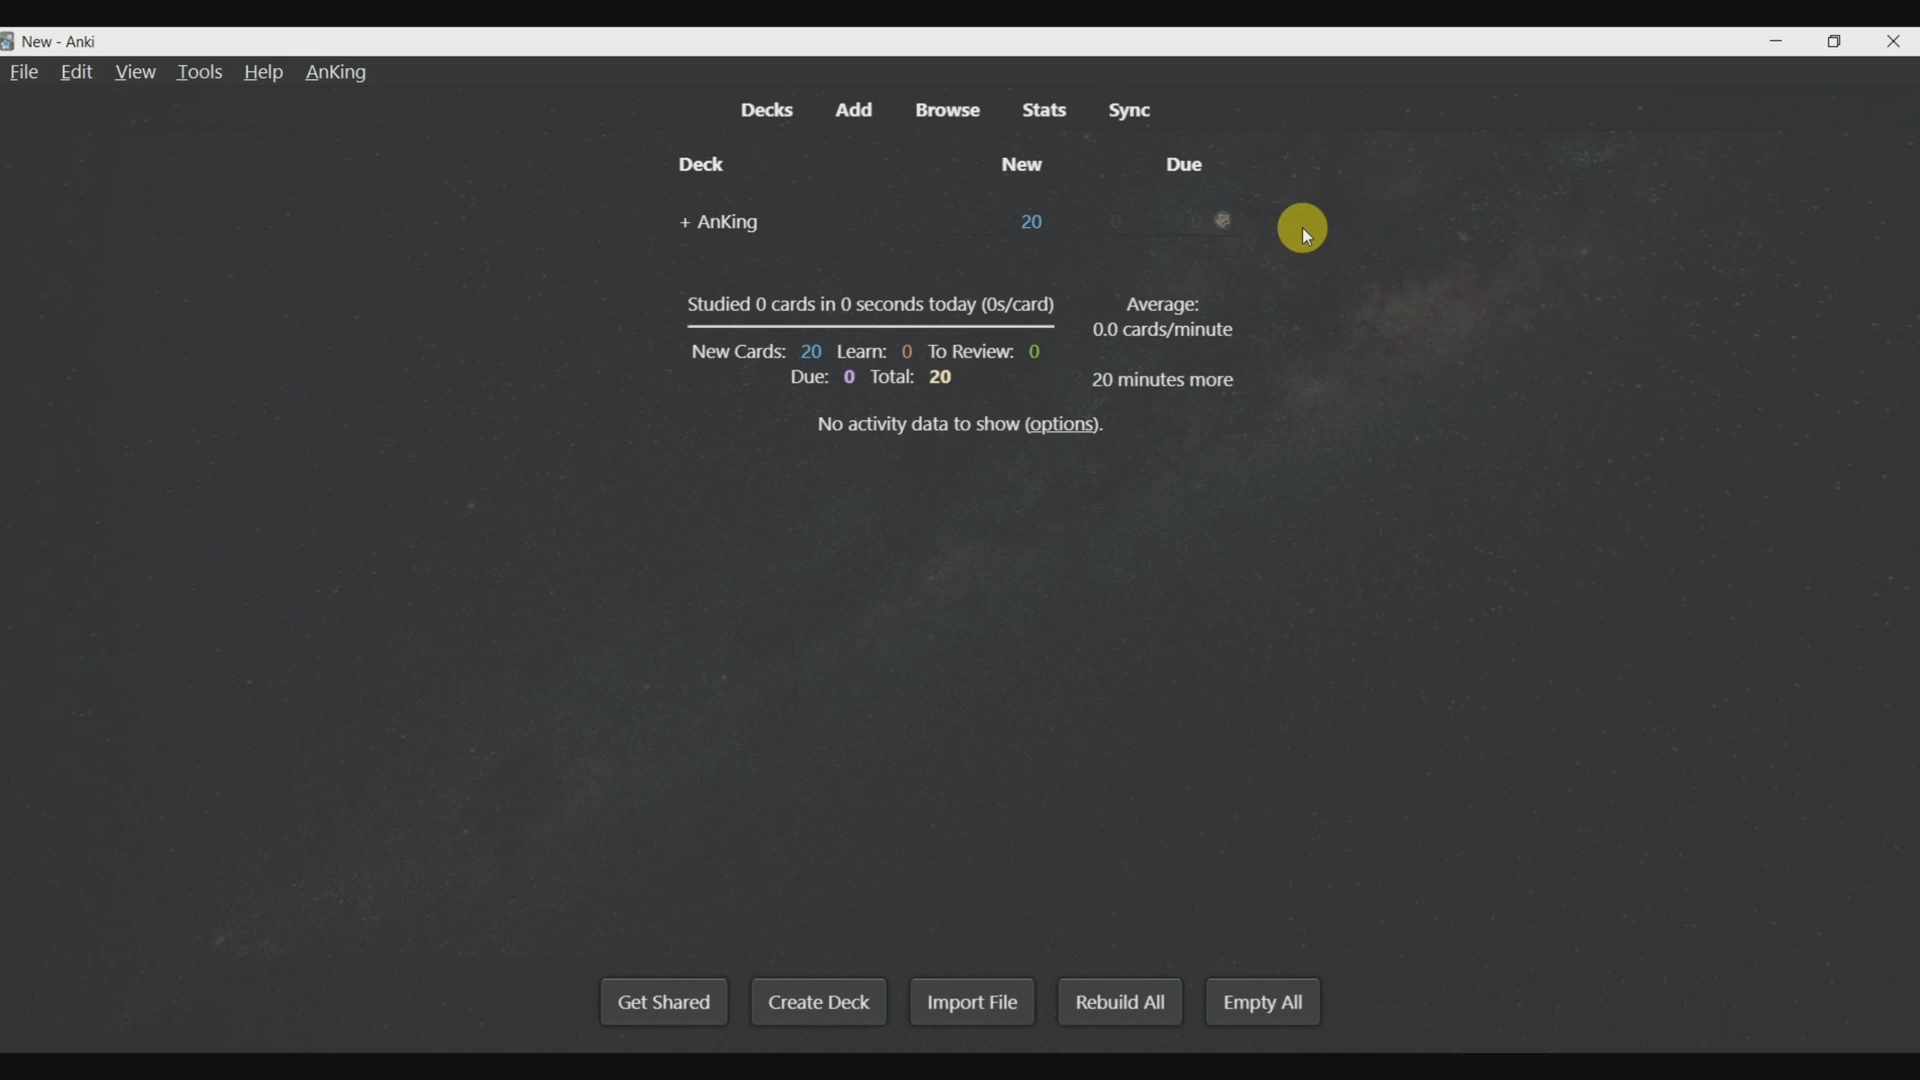 New - Anki
File Edit View Tools Help AnKing
Decks Add Browse Stats Sync
Deck New Due
+ AnKing 20 0 0
Studied 0 cards in 0 seconds today (0s/card)
Average:
0.0 cards/minute
New Cards: 20 Learn: 0 To Review: 0
Due: 0 Total: 20
20 minutes more
No activity data to show (options).
Get Shared Create Deck Import File Rebuild All Empty All